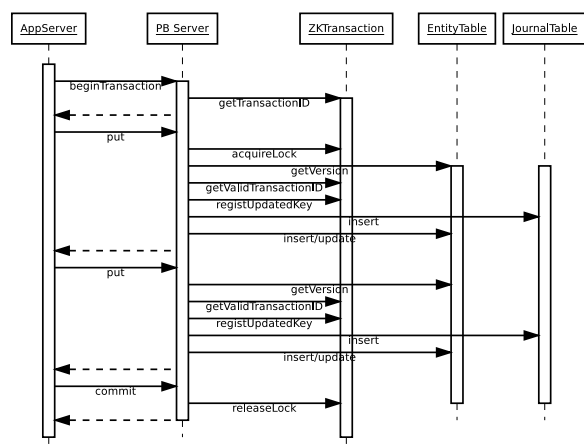 AppServer
PB Server
ZKTransaction
EntityTable
JournalTable
beginTransaction
getTransactionID
put
acquireLock
getVersion
getValidTransactionID
registUpdatedKey
insert
insert/update
put
getVersion
getValidTransactionID
registUpdatedKey
insert
insert/update
commit
releaseLock